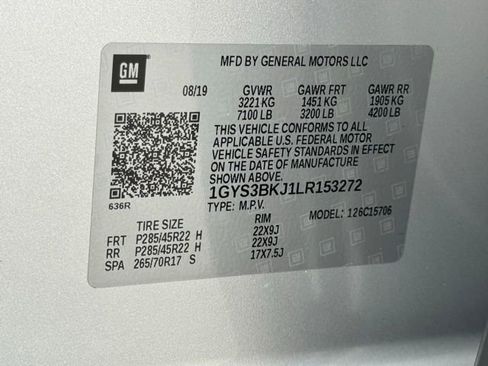 GM
MFD BY GENERAL MOTORS LLC
08/19 GVWR GAWR FRT GAWR RR
3221 KG 1451 KG 1905 KG
7100 LB 3200 LB 4200 LB
THIS VEHICLE CONFORMS TO ALL
APPLICABLE U.S. FEDERAL MOTOR
VEHICLE SAFETY STANDARDS IN EFFECT
ON THE DATE OF MANUFACTURE
SHOWN ABOVE.
1GYS3BKJ1LR153272
636R
TYPE: M.P.V. MODEL: 126C15706
TIRE SIZE RIM
FRT P285/45R22 H 22X9J
RR P285/45R22 H 22X9J
SPA 265/70R17 S 17X7.5J